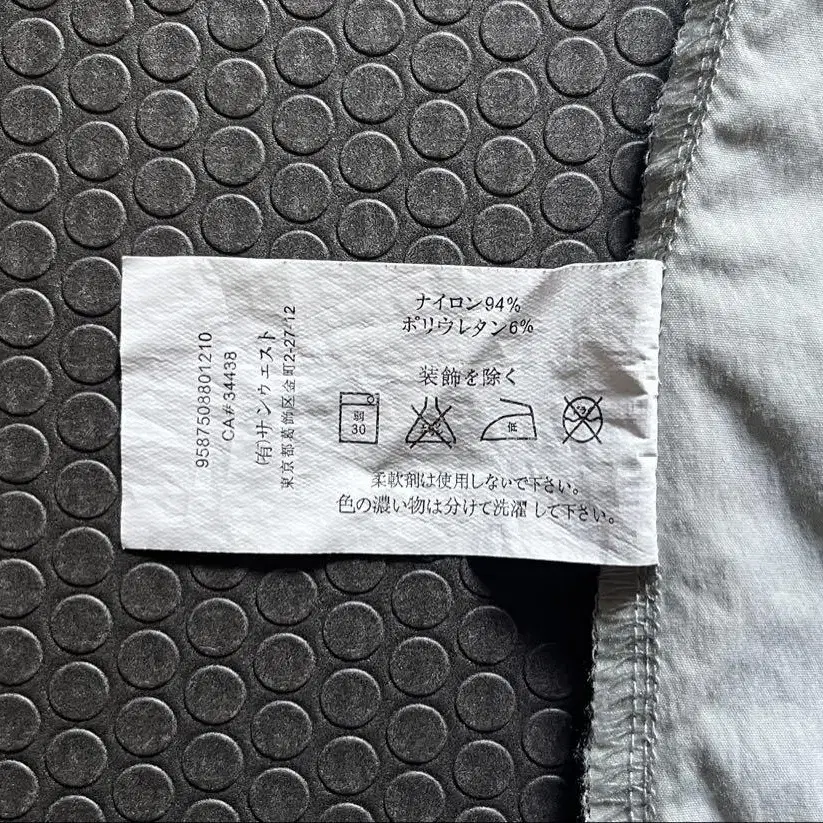 ナイロン94%
ポリウレタン6%
装飾を除く
弱
30
低
柔軟剤は使用しないで下さい。
色の濃い物は分けて洗濯して下さい。
9587508801210
CA#34438
(有)サンウェスト
東京都葛飾区金町2-27-12